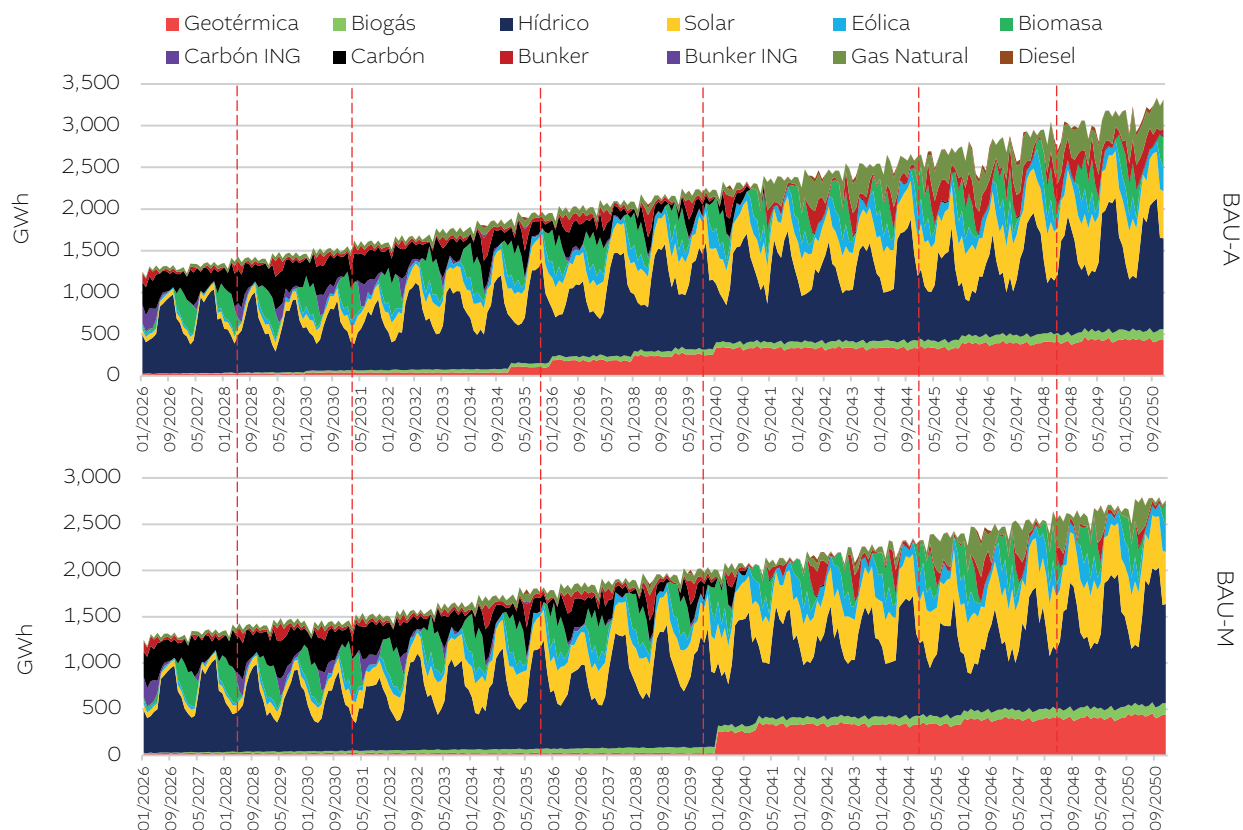 Geotérmica Biogás Hídrico Solar Eólica Biomasa
Carbón ING Carbón Bunker Bunker ING Gas Natural Diesel
3,500
3,000
2,500
2,000
1,500
1,000
500
0
GWh
BAU-A
01/2026 09/2026 05/2027 01/2028 09/2028 05/2029 01/2030 09/2030 05/2031 01/2032 09/2032 05/2033 01/2034 09/2034 05/2035 01/2036 09/2036 05/2037 01/2038 09/2038 05/2039 01/2040 09/2040 05/2041 01/2042 09/2042 05/2043 01/2044 09/2044 05/2045 01/2046 09/2046 05/2047 01/2048 09/2048 05/2049 01/2050 09/2050
3,000
2,500
2,000
1,500
1,000
500
0
GWh
BAU-M
01/2026 09/2026 05/2027 01/2028 09/2028 05/2029 01/2030 09/2030 05/2031 01/2032 09/2032 05/2033 01/2034 09/2034 05/2035 01/2036 09/2036 05/2037 01/2038 09/2038 05/2039 01/2040 09/2040 05/2041 01/2042 09/2042 05/2043 01/2044 09/2044 05/2045 01/2046 09/2046 05/2047 01/2048 09/2048 05/2049 01/2050 09/2050